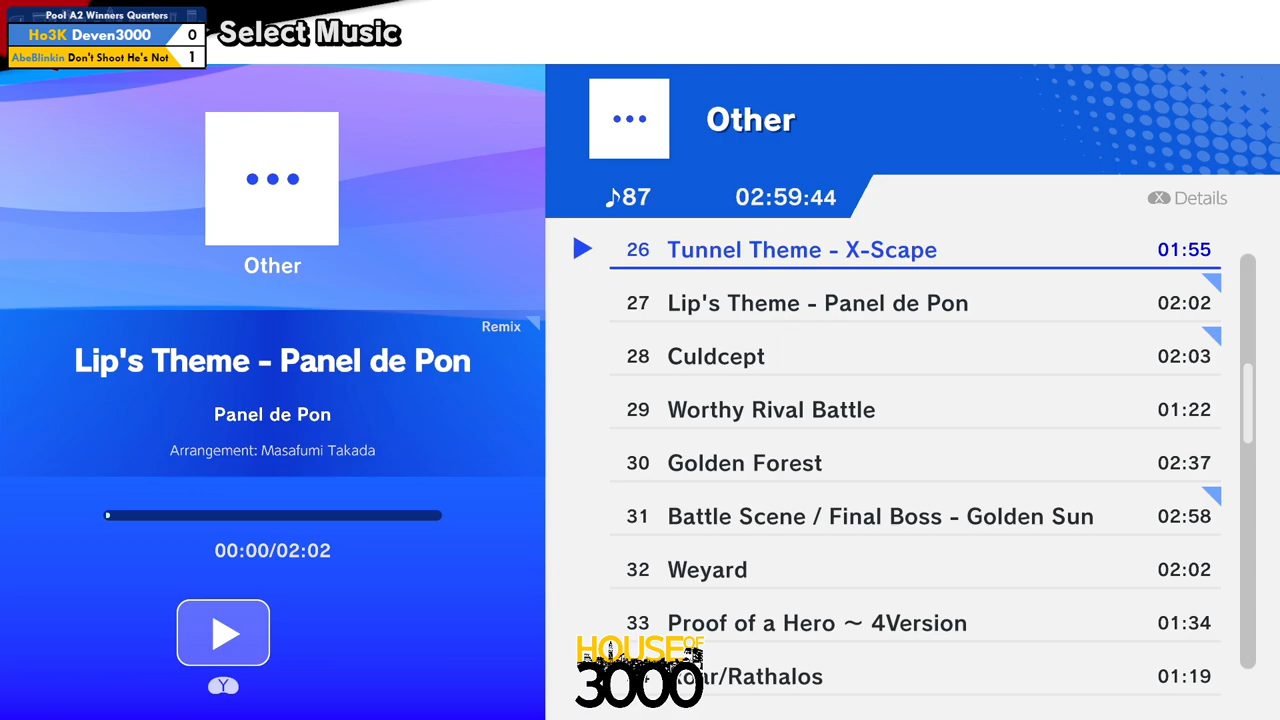 Pool A2 Winners Quarters
Ho3K Deven3000 0
AbeBlinkin Don't Shoot He's Not 1
Select Music
Other
Remix
Lip's Theme - Panel de Pon
Panel de Pon
Arrangement: Masafumi Takada
00:00/02:02
Y
Other
♪87 02:59:44
X Details
26 Tunnel Theme - X-Scape 01:55
27 Lip's Theme - Panel de Pon 02:02
28 Culdcept 02:03
29 Worthy Rival Battle 01:22
30 Golden Forest 02:37
31 Battle Scene / Final Boss - Golden Sun 02:58
32 Weyard 02:02
33 Proof of a Hero ~ 4Version 01:34
/Rathalos 01:19
HOUSE OF
3000